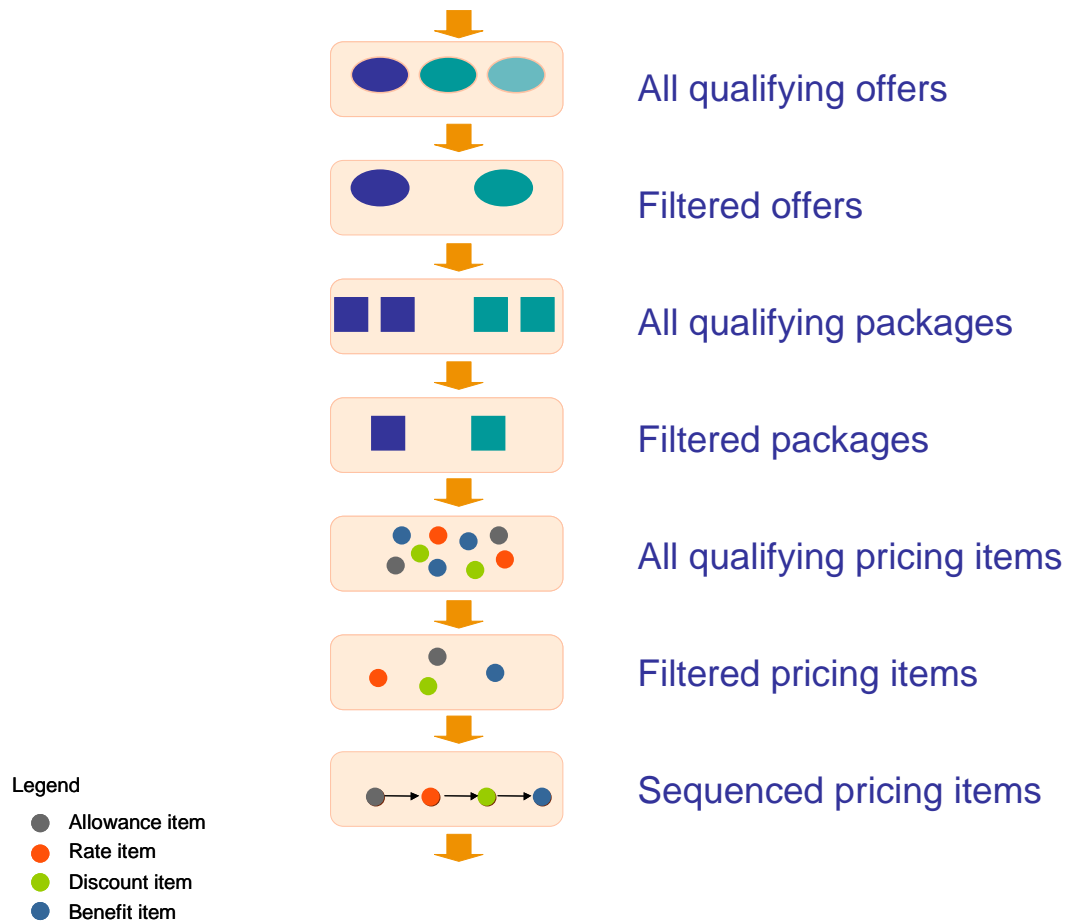 All qualifying offers
Filtered offers
All qualifying packages
Filtered packages
All qualifying pricing items
Filtered pricing items
Sequenced pricing items
Legend
Allowance item
Rate item
Discount item
Benefit item